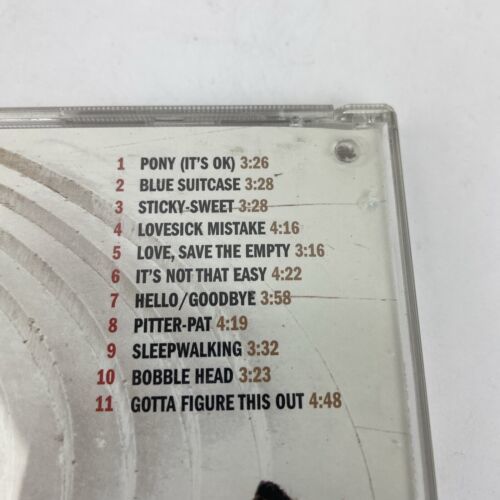 1 PONY (IT'S OK) 3:26
2 BLUE SUITCASE 3:28
3 STICKY-SWEET 3:28
4 LOVESICK MISTAKE 4:16
5 LOVE, SAVE THE EMPTY 3:16
6 IT'S NOT THAT EASY 4:22
7 HELLO/GOODBYE 3:58
8 PITTER-PAT 4:19
9 SLEEPWALKING 3:32
10 BOBBLE HEAD 3:23
11 GOTTA FIGURE THIS OUT 4:48